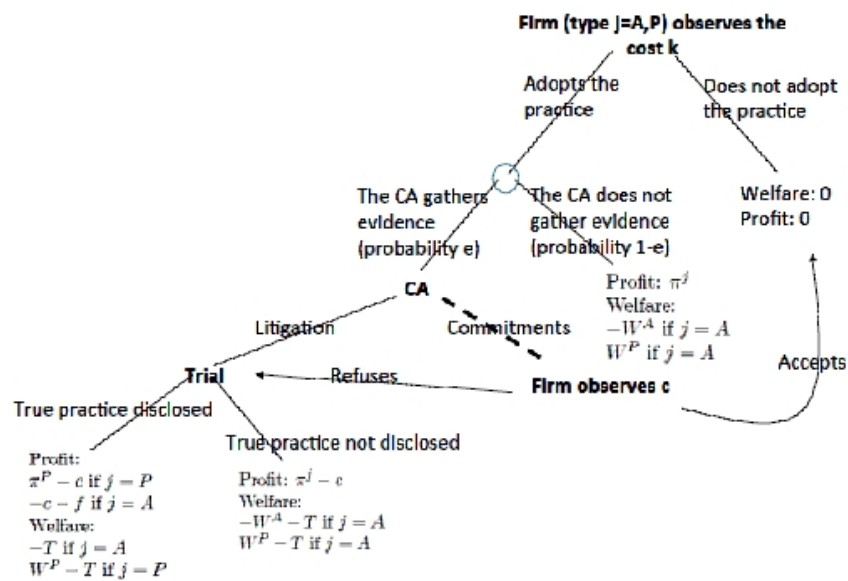 Firm (type j=A,P) observes the
cost k
Adopts the
practice
Does not adopt
the practice
The CA gathers
evidence
(probability e)
The CA does not
gather evidence
(probability 1-e)
Welfare: 0
Profit: 0
CA
Profit: π^j
Welfare:
−W^A if j = A
W^P if j = A
Litigation
Commitments
Accepts
Trial
Refuses
Firm observes c
True practice disclosed
True practice not disclosed
Profit:
π^P − c if j = P
−c − f if j = A
Welfare:
−T if j = A
W^P − T if j = P
Profit: π^j − c
Welfare:
−W^A − T if j = A
W^P − T if j = A